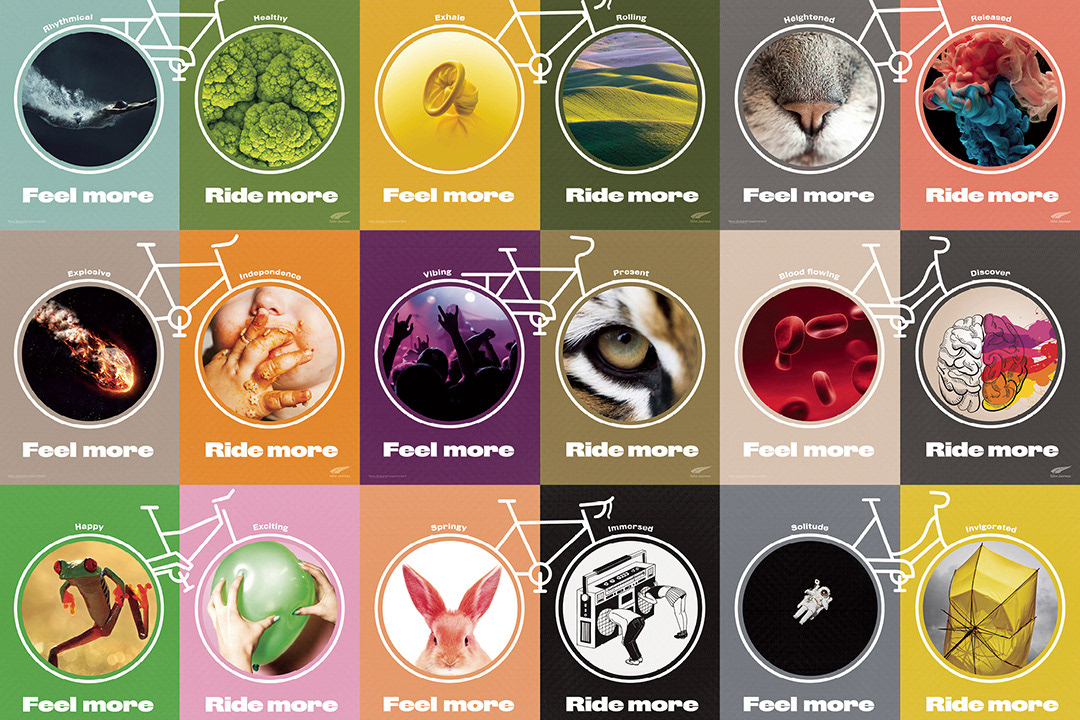 Rhythmical
Healthy
Exhale
Rolling
Heightened
Released
Feel more
Ride more
Feel more
Ride more
Feel more
Ride more
Explosive
Independence
Vibing
Present
Blood flowing
Discover
Feel more
Ride more
Feel more
Ride more
Feel more
Ride more
Happy
Exciting
Springy
Immersed
Solitude
Invigorated
Feel more
Ride more
Feel more
Ride more
Feel more
Ride more